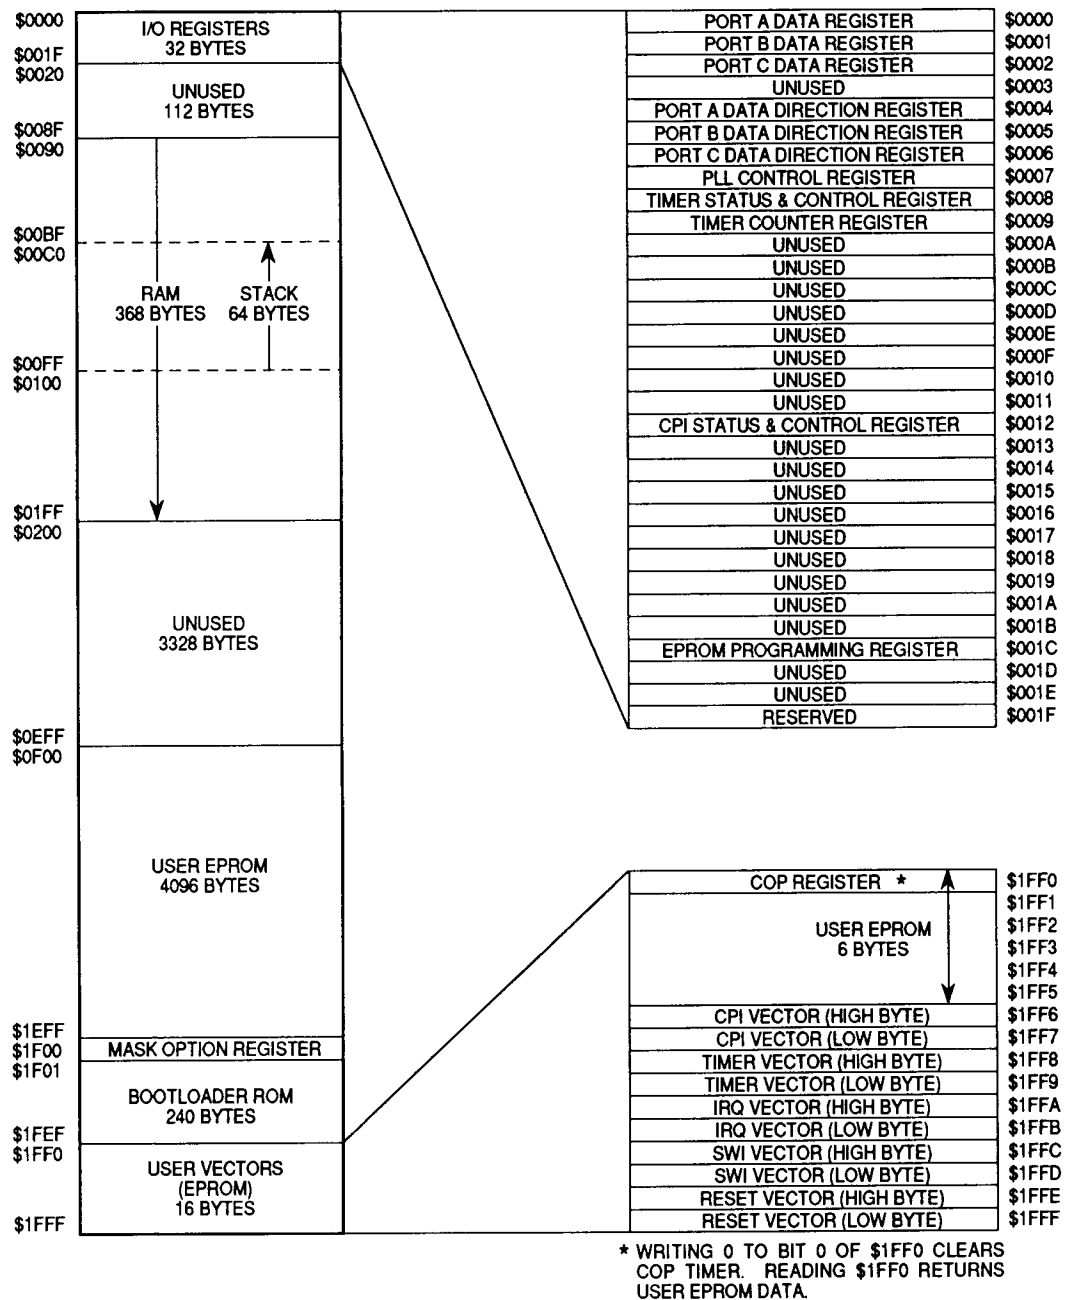 $0000
I/O REGISTERS
32 BYTES
$001F
$0020
UNUSED
112 BYTES
$008F
$0090
$00BF
$00C0
RAM
368 BYTES
STACK
64 BYTES
$00FF
$0100
$01FF
$0200
UNUSED
3328 BYTES
$0EFF
$0F00
USER EPROM
4096 BYTES
$1EFF
$1F00
MASK OPTION REGISTER
$1F01
BOOTLOADER ROM
240 BYTES
$1FEF
$1FF0
USER VECTORS
(EPROM)
16 BYTES
$1FFF
PORT A DATA REGISTER $0000
PORT B DATA REGISTER $0001
PORT C DATA REGISTER $0002
UNUSED $0003
PORT A DATA DIRECTION REGISTER $0004
PORT B DATA DIRECTION REGISTER $0005
PORT C DATA DIRECTION REGISTER $0006
PLL CONTROL REGISTER $0007
TIMER STATUS & CONTROL REGISTER $0008
TIMER COUNTER REGISTER $0009
UNUSED $000A
UNUSED $000B
UNUSED $000C
UNUSED $000D
UNUSED $000E
UNUSED $000F
UNUSED $0010
UNUSED $0011
CPI STATUS & CONTROL REGISTER $0012
UNUSED $0013
UNUSED $0014
UNUSED $0015
UNUSED $0016
UNUSED $0017
UNUSED $0018
UNUSED $0019
UNUSED $001A
UNUSED $001B
EPROM PROGRAMMING REGISTER $001C
UNUSED $001D
UNUSED $001E
RESERVED $001F
COP REGISTER * $1FF0
$1FF1
USER EPROM $1FF2
6 BYTES $1FF3
$1FF4
$1FF5
CPI VECTOR (HIGH BYTE) $1FF6
CPI VECTOR (LOW BYTE) $1FF7
TIMER VECTOR (HIGH BYTE) $1FF8
TIMER VECTOR (LOW BYTE) $1FF9
IRQ VECTOR (HIGH BYTE) $1FFA
IRQ VECTOR (LOW BYTE) $1FFB
SWI VECTOR (HIGH BYTE) $1FFC
SWI VECTOR (LOW BYTE) $1FFD
RESET VECTOR (HIGH BYTE) $1FFE
RESET VECTOR (LOW BYTE) $1FFF
* WRITING 0 TO BIT 0 OF $1FF0 CLEARS
COP TIMER. READING $1FF0 RETURNS
USER EPROM DATA.